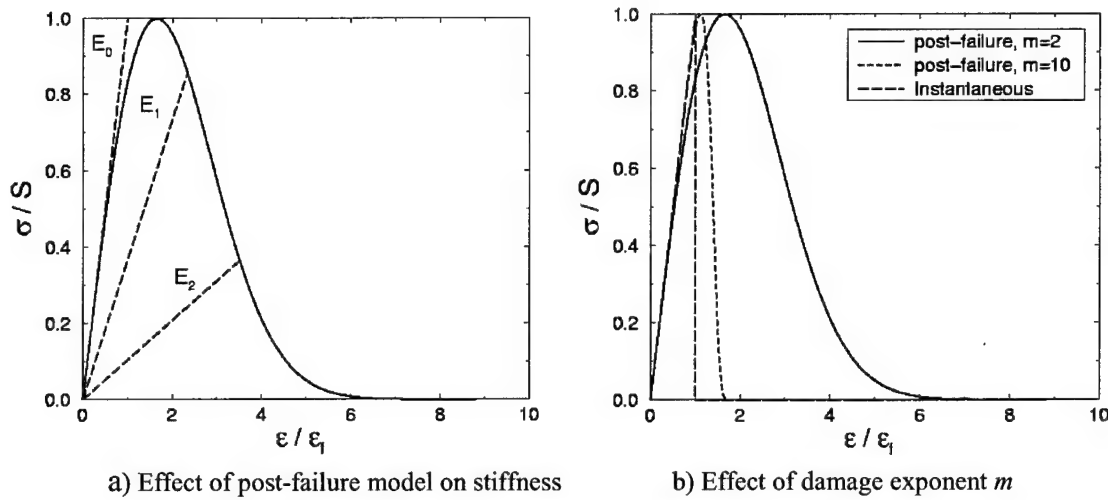 1.0
0.8
0.6
0.4
0.2
0.0
σ / S
E₀
E₁
E₂
0 2 4 6 8 10
ε / εf
a) Effect of post-failure model on stiffness
1.0
0.8
0.6
0.4
0.2
0.0
σ / S
post-failure, m=2
post-failure, m=10
Instantaneous
0 2 4 6 8 10
ε / εf
b) Effect of damage exponent m